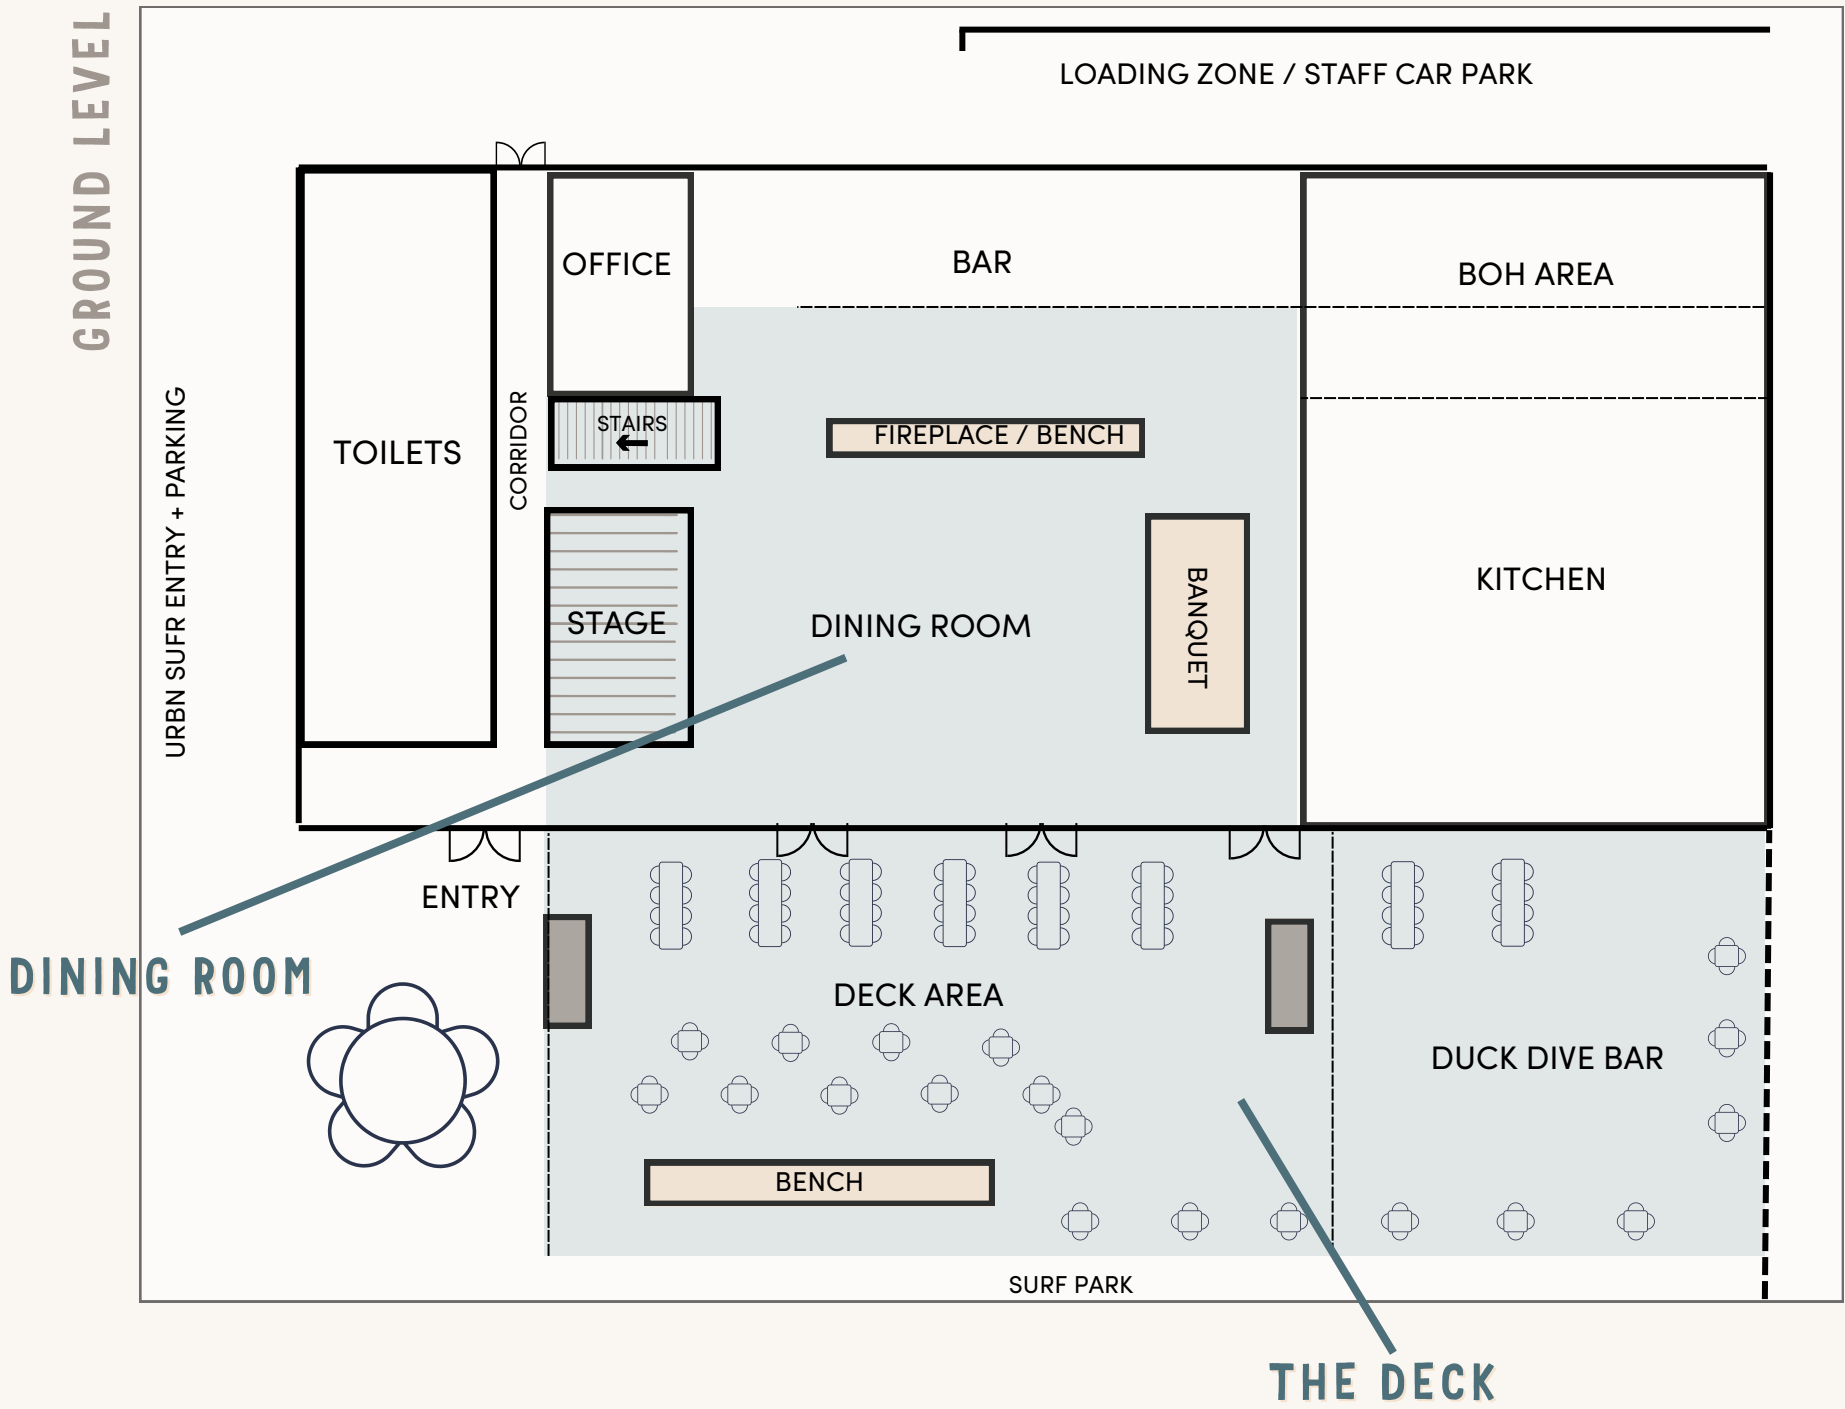 GROUND LEVEL
LOADING ZONE / STAFF CAR PARK
OFFICE
BAR
BOH AREA
STAIRS
FIREPLACE / BENCH
TOILETS
CORRIDOR
URBN SUFR ENTRY + PARKING
STAGE
DINING ROOM
BANQUET
KITCHEN
ENTRY
DINING ROOM
DECK AREA
DUCK DIVE BAR
BENCH
SURF PARK
THE DECK